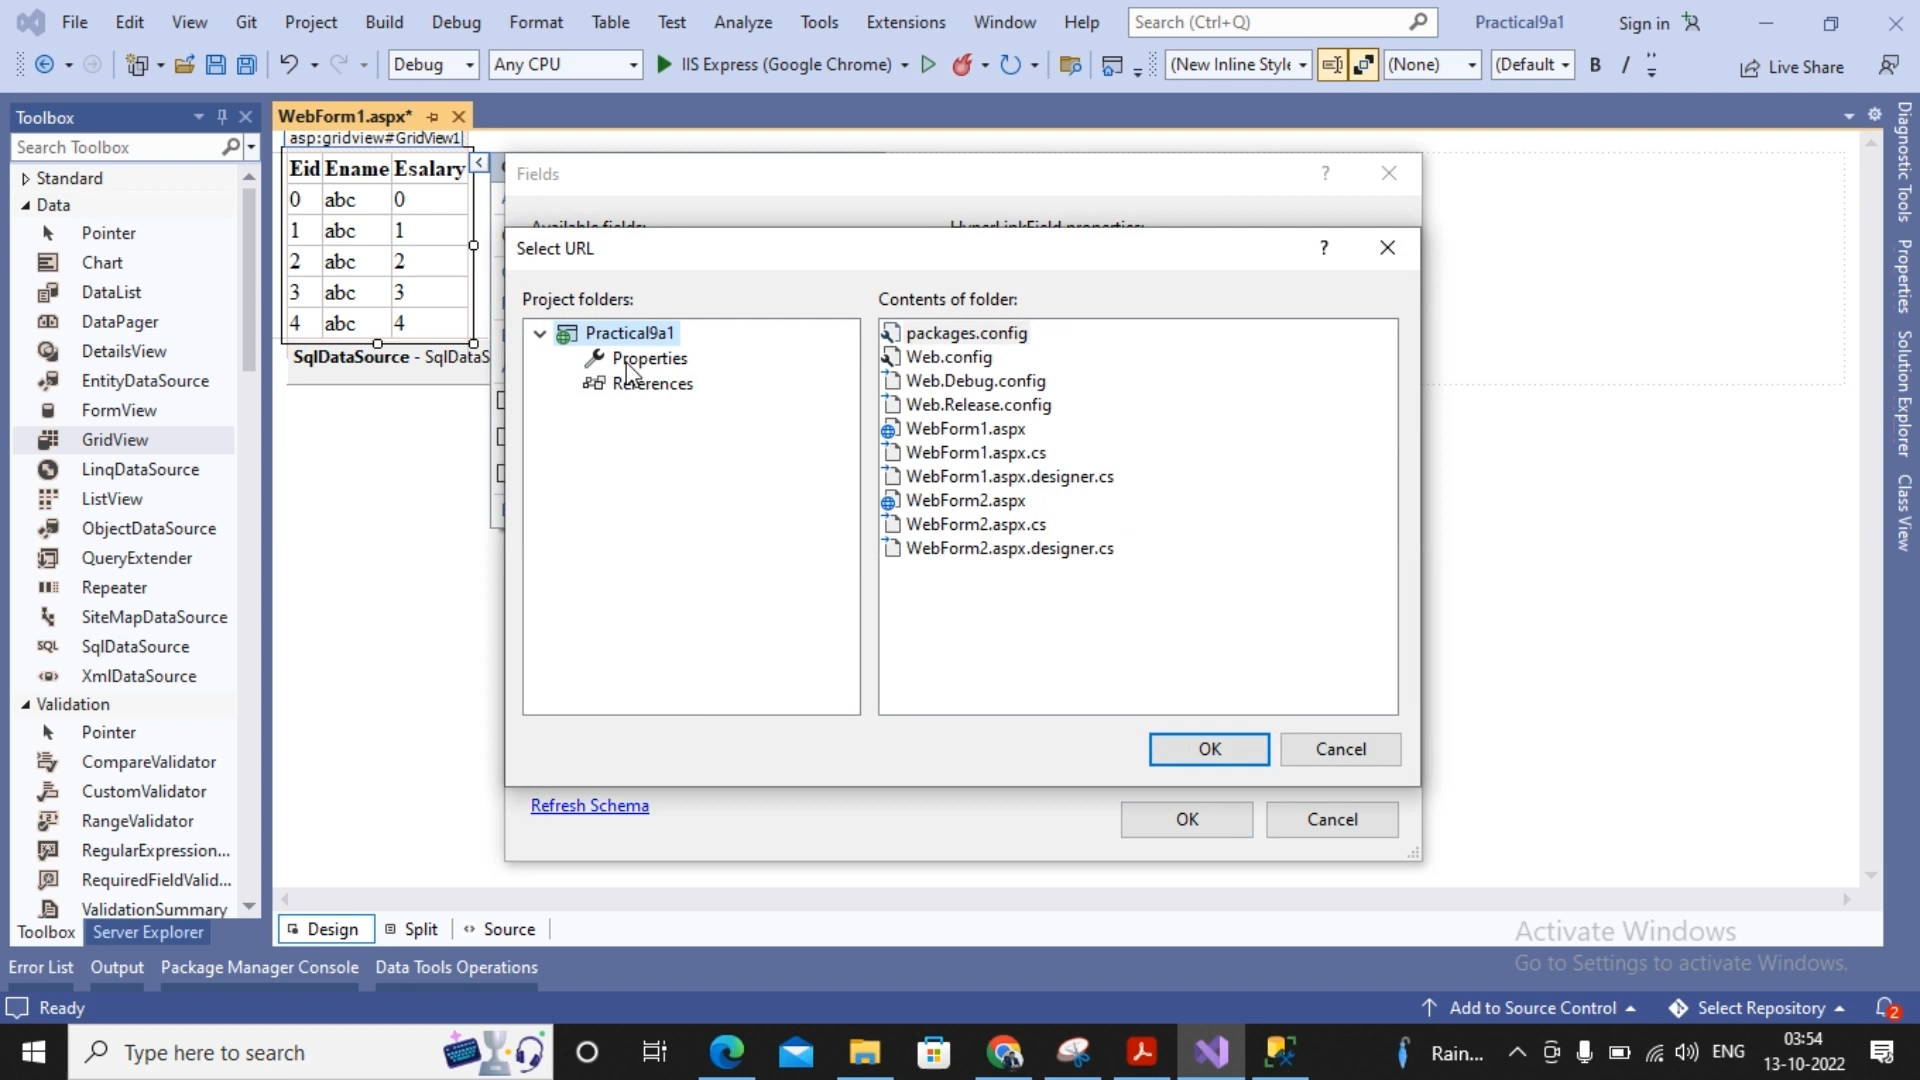 File Edit View Git Project Build Debug Format Table Test Analyze Tools Extensions Window Help Search (Ctrl+Q) Practical9a1 Sign in
Debug Any CPU IIS Express (Google Chrome) (New Inline Style (None) (Default B I Live Share
Toolbox
Search Toolbox
Standard
Data
Pointer
Chart
DataList
DataPager
DetailsView
EntityDataSource
FormView
GridView
LinqDataSource
ListView
ObjectDataSource
QueryExtender
Repeater
SiteMapDataSource
SQL SqlDataSource
XmlDataSource
Validation
Pointer
CompareValidator
CustomValidator
RangeValidator
RegularExpression...
RequiredFieldValid...
ValidationSummary
Toolbox Server Explorer
WebForm1.aspx*
asp:gridview#GridView1
Eid Ename Esalary
0 abc 0
1 abc 1
2 abc 2
3 abc 3
4 abc 4
SqlDataSource - SqlDataS
Fields ?
Available fields: HyperLinkField properties:
Select URL ?
Project folders:
Practical9a1
Properties
References
Contents of folder:
packages.config
Web.config
Web.Debug.config
Web.Release.config
WebForm1.aspx
WebForm1.aspx.cs
WebForm1.aspx.designer.cs
WebForm2.aspx
WebForm2.aspx.cs
WebForm2.aspx.designer.cs
OK Cancel
Refresh Schema
OK Cancel
Diagnostic Tools
Properties
Solution Explorer
Class View
Design Split Source
Activate Windows
Go to Settings to activate Windows.
Error List Output Package Manager Console Data Tools Operations
Ready Add to Source Control Select Repository 2
Type here to search Rain... ENG 03:54
13-10-2022